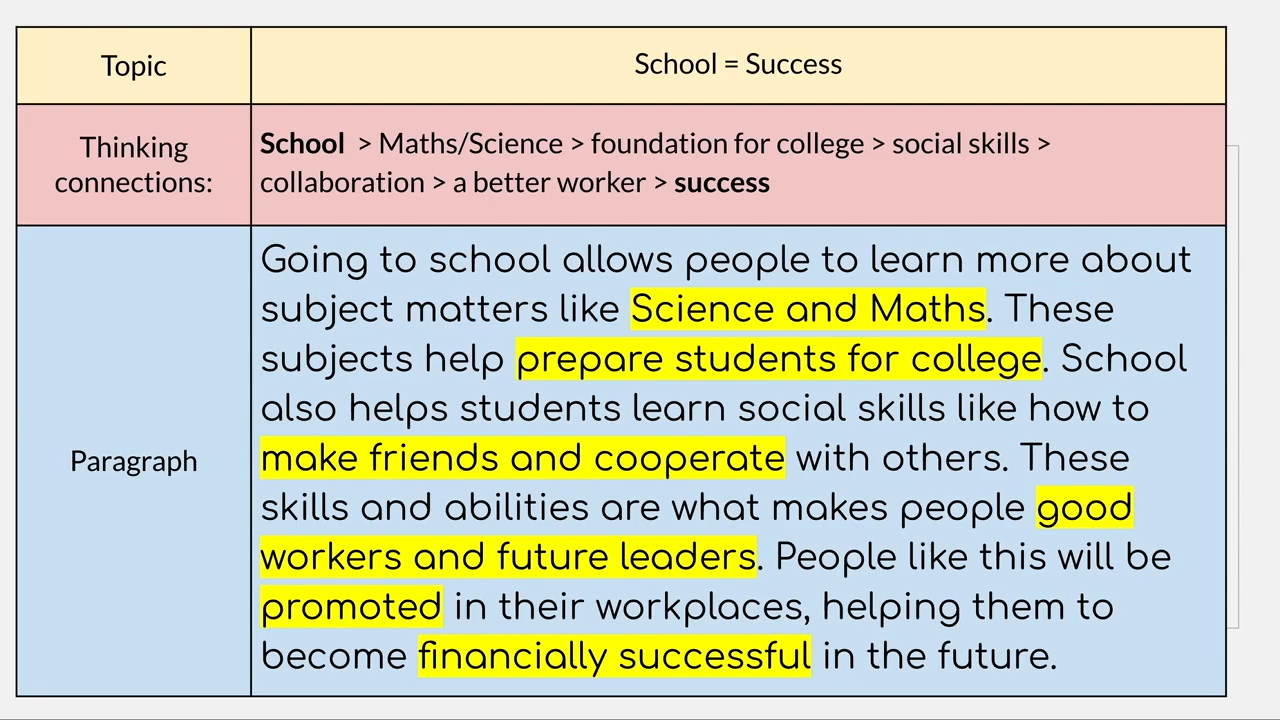 Topic
School = Success
Thinking
connections:
School > Maths/Science > foundation for college > social skills >
collaboration > a better worker > success
Paragraph
Going to school allows people to learn more about
subject matters like Science and Maths. These
subjects help prepare students for college. School
also helps students learn social skills like how to
make friends and cooperate with others. These
skills and abilities are what makes people good
workers and future leaders. People like this will be
promoted in their workplaces, helping them to
become financially successful in the future.